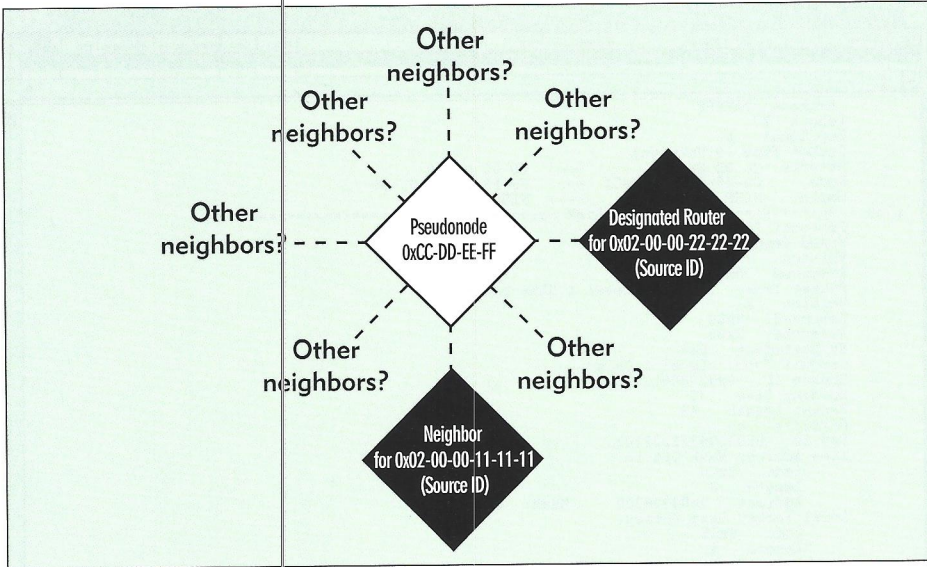 Other
neighbors?
Other
neighbors?
Other
neighbors?
Other
neighbors?
Pseudonode
0xCC-DD-EE-FF
Designated Router
for 0x02-00-00-22-22-22
(Source ID)
Other
neighbors?
Other
neighbors?
Neighbor
for 0x02-00-00-11-11-11
(Source ID)